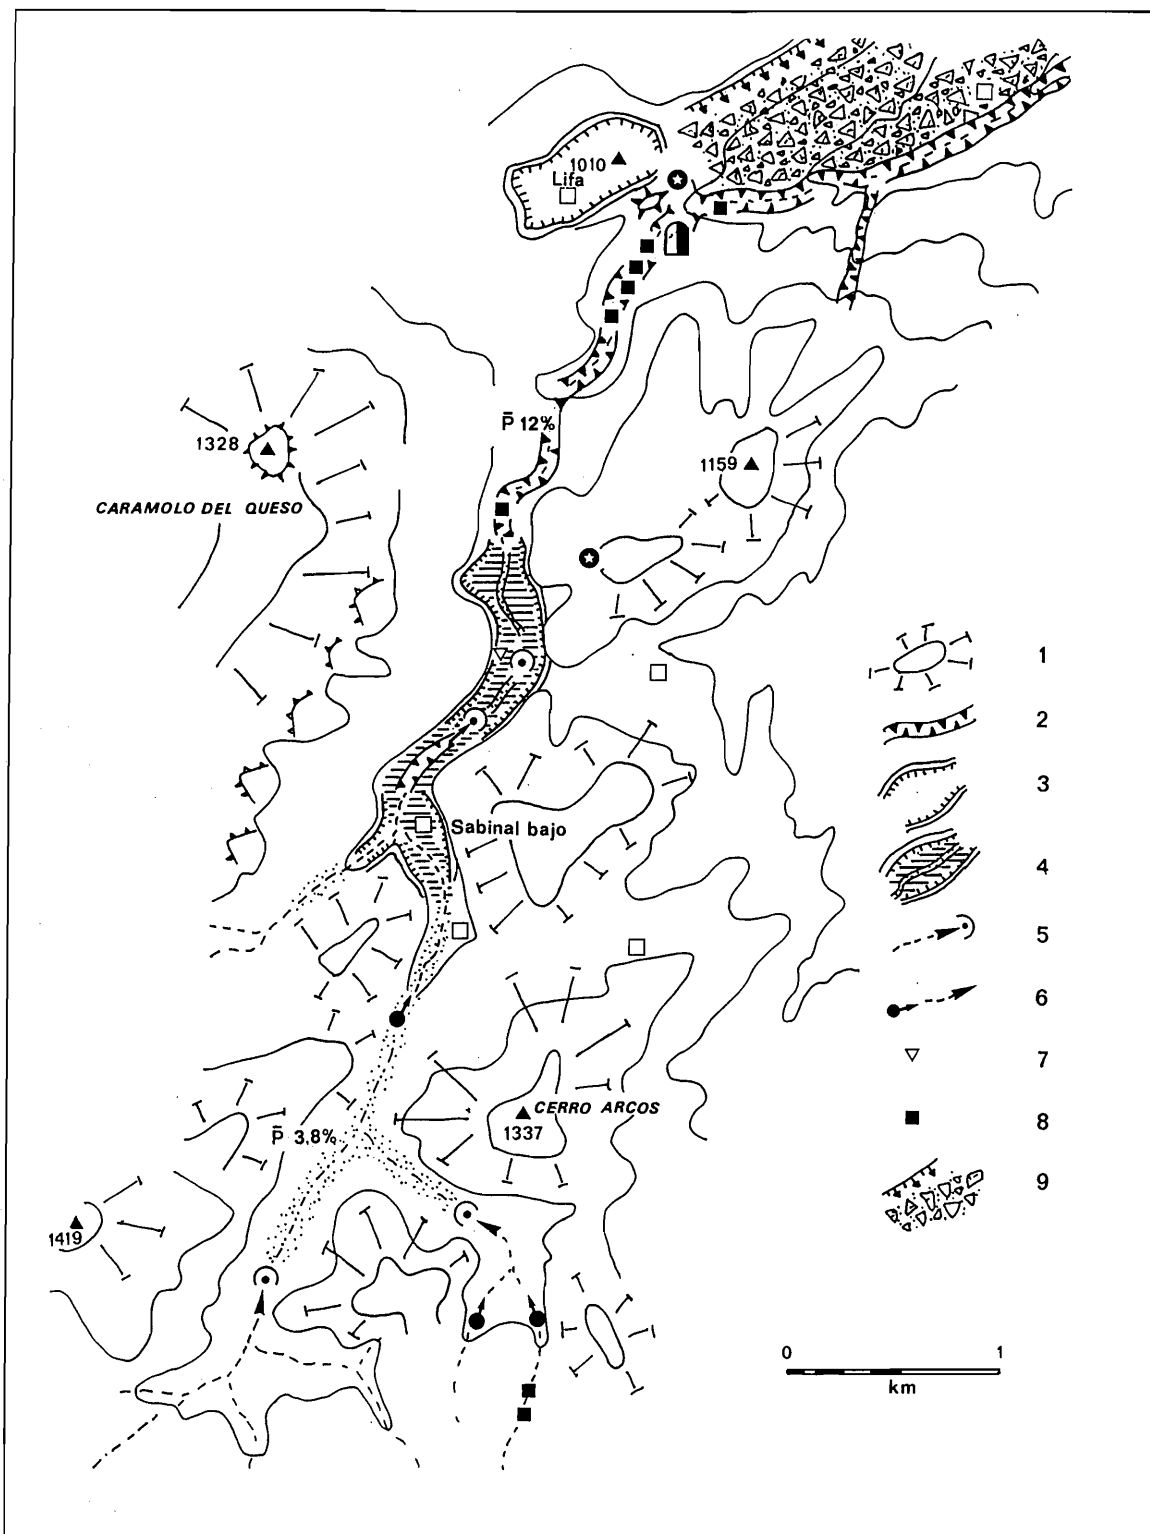 1010
Lifa
P̄ 12%
1328
1159
CARAMOLO DEL QUESO
1
2
3
Sabinal bajo
4
5
6
7
CERRO ARCOS
8
1337
P̄ 3,8%
9
1419
0 1
km